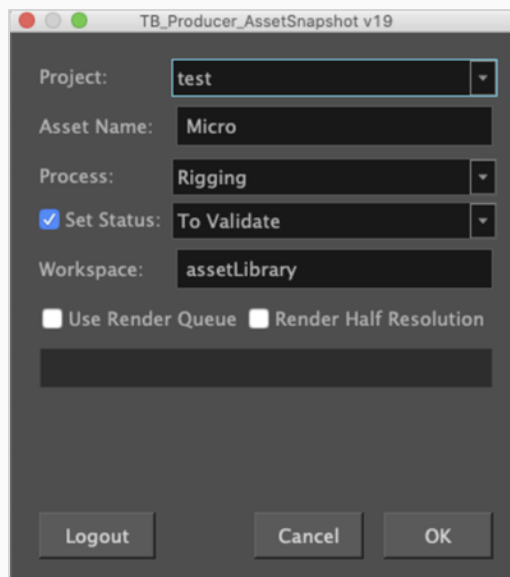 TB_Producer_AssetSnapshot v19
Project: test
Asset Name: Micro
Process: Rigging
Set Status: To Validate
Workspace: assetLibrary
Use Render Queue Render Half Resolution
Logout Cancel OK